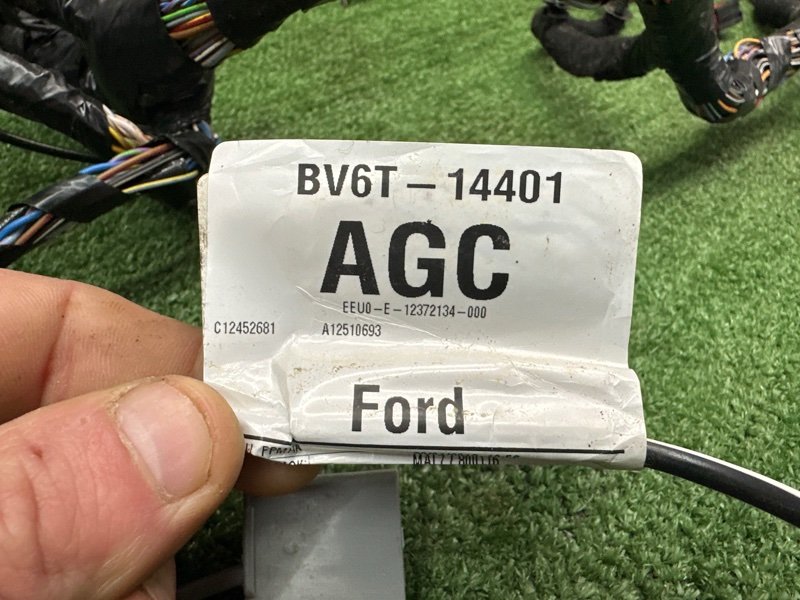 BV6T-14401
AGC
EEU0-E-12372134-000
C12452681 A12510693
Ford